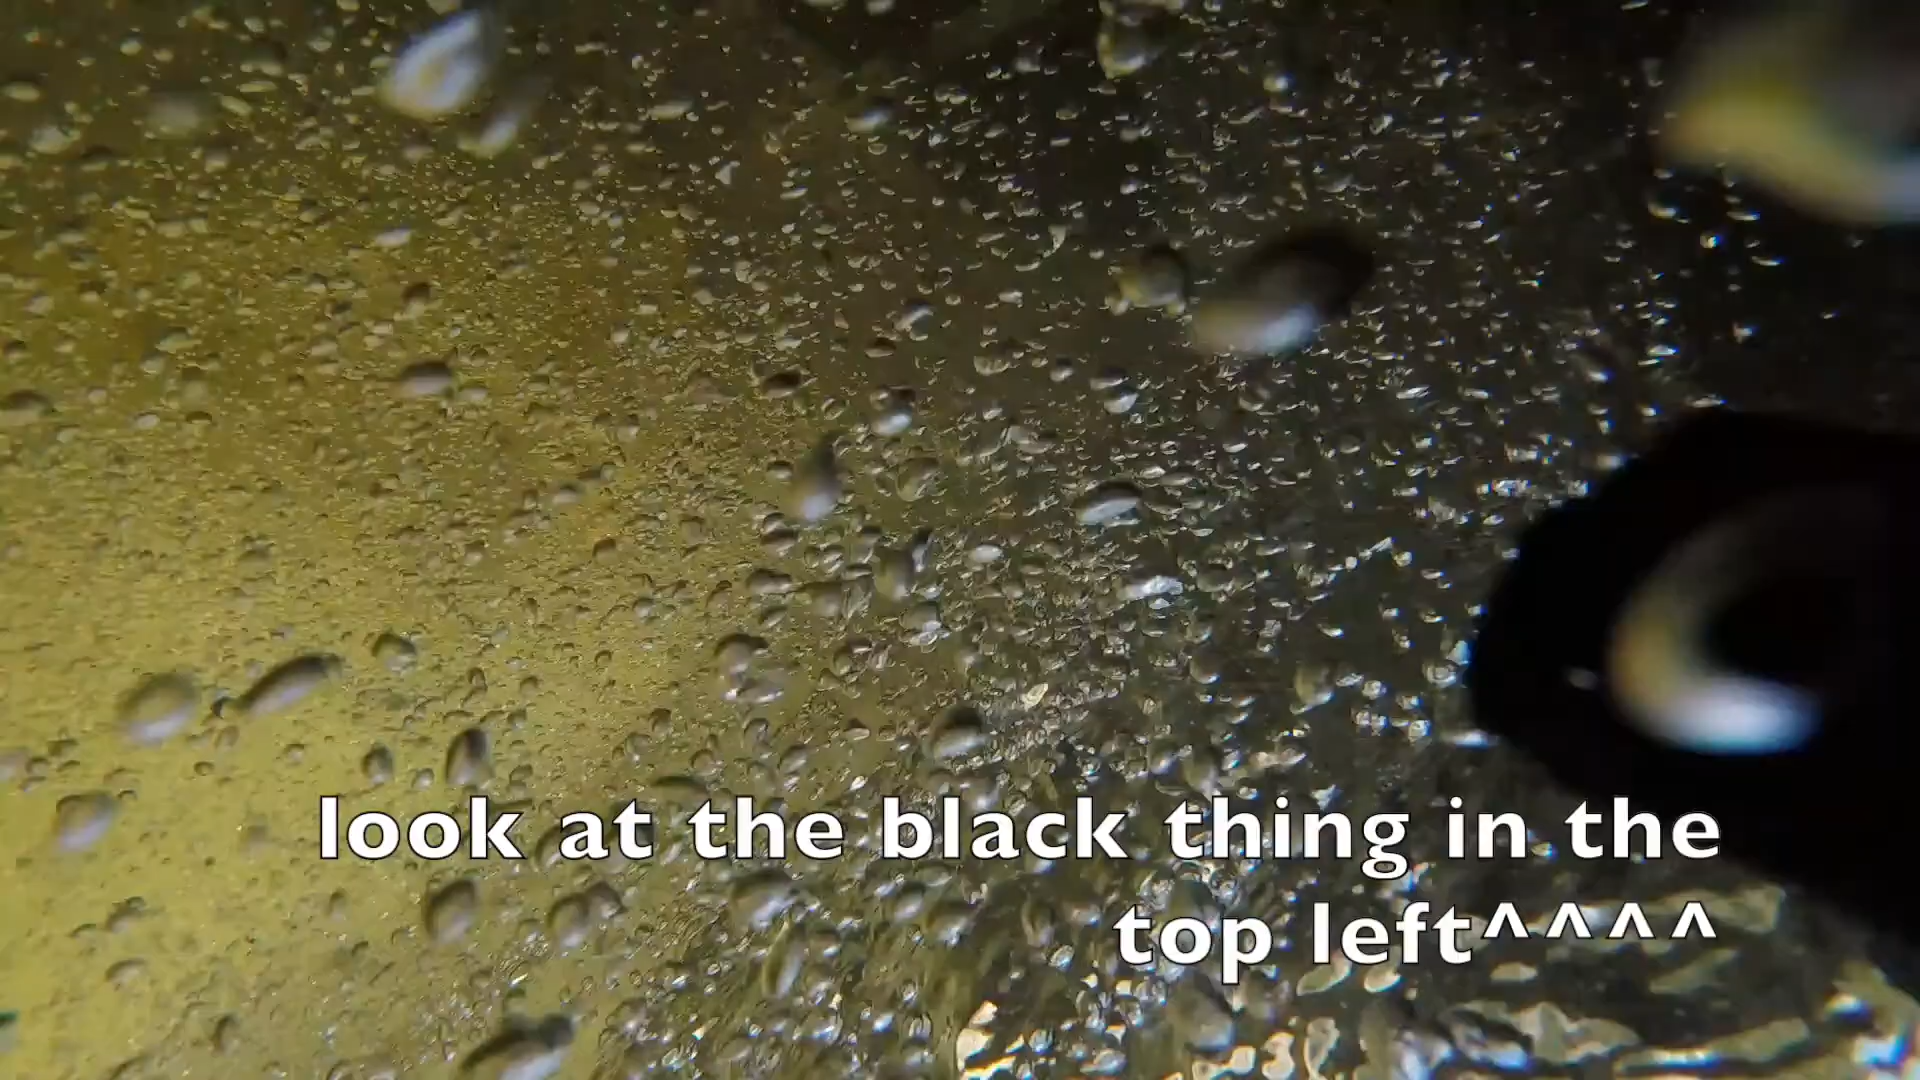 look at the black thing in the
top left^^^^